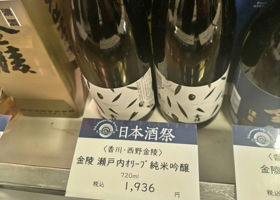 日本酒祭
〈香川・西野金陵〉
金陵 瀬戸内ｵﾘｰﾌﾞ純米吟醸
720ml
税込 1,936 円